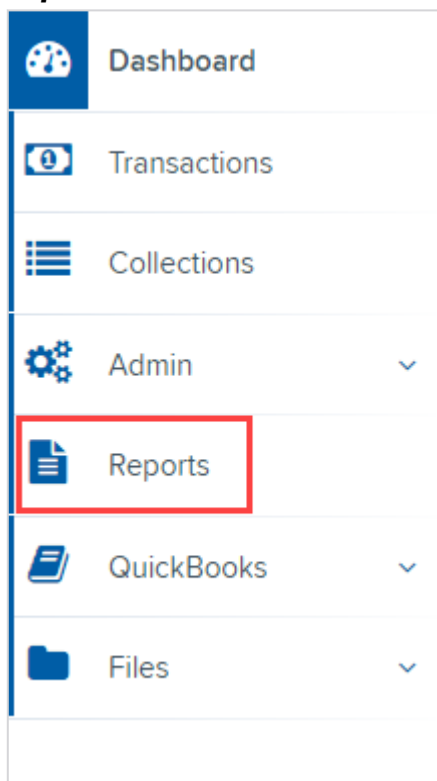 Dashboard
Transactions
Collections
Admin
Reports
QuickBooks
Files